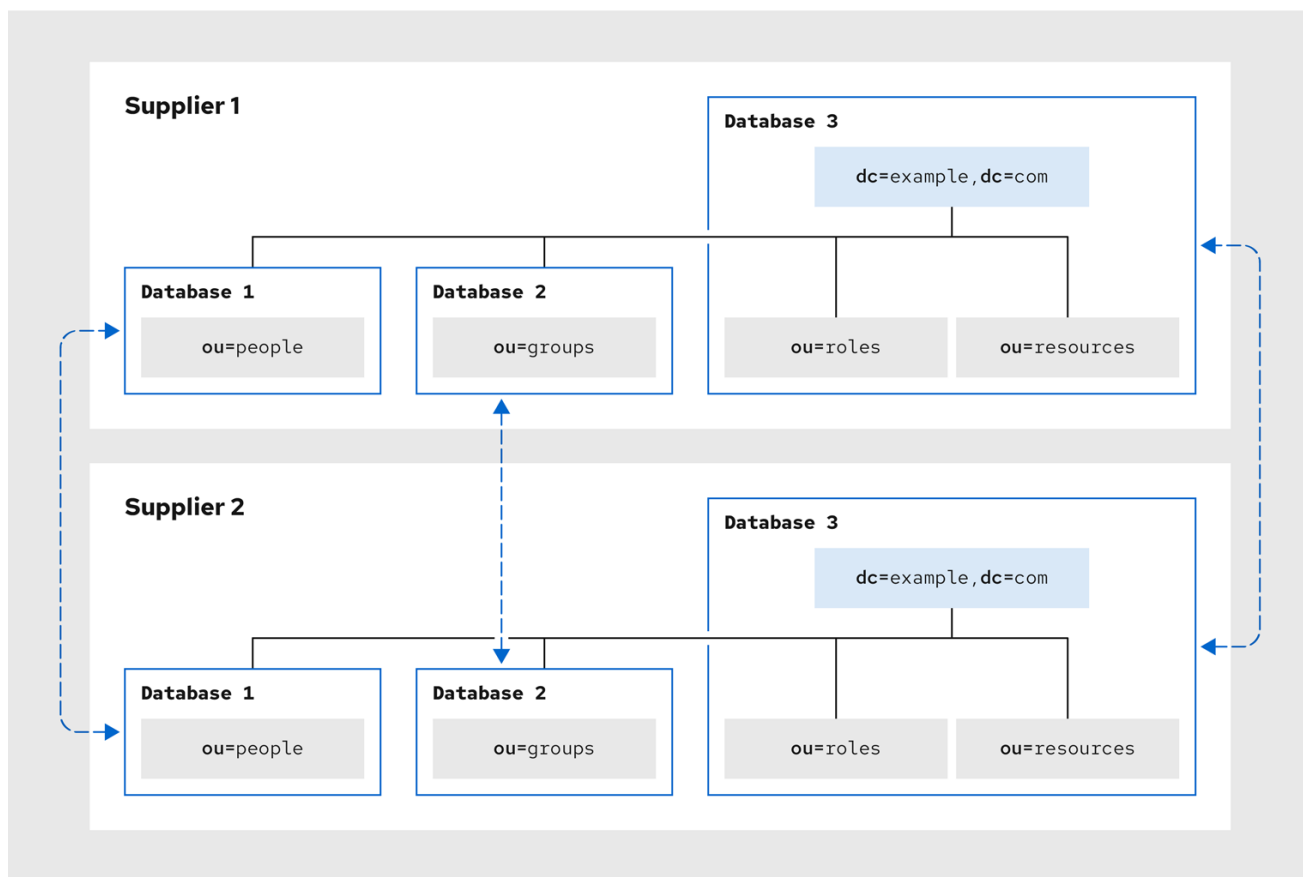 Supplier 1
Database 3
dc=example,dc=com
Database 1
Database 2
ou=people
ou=groups
ou=roles
ou=resources
Supplier 2
Database 3
dc=example,dc=com
Database 1
Database 2
ou=people
ou=groups
ou=roles
ou=resources